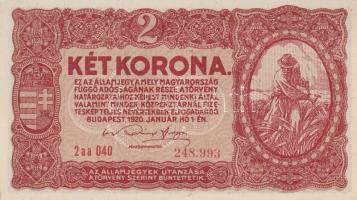 2
KÉT KORONA.
EZ AZ ÁLLAMJEGY A MELY MAGYARORSZÁG
FÜGGŐ ADÓSSÁGÁNAK RÉSZE, A TÖRVÉNY
HATÁROZATAIHOZ KÉPEST MINDENKI ÁLTAL,
VALAMINT MINDEN KÖZPÉNZTÁRNÁL FIZE-
TÉSKÉP TELJES NÉVÉRTÉKBEN ELFOGADANDÓ.
BUDAPEST, 1920. JANUÁR HÓ 1-ÉN.
2aa 040
248.993
AZ ÁLLAMJEGYEK UTÁNZÁSA
A TÖRVÉNY SZERINT BÜNTETTETIK.